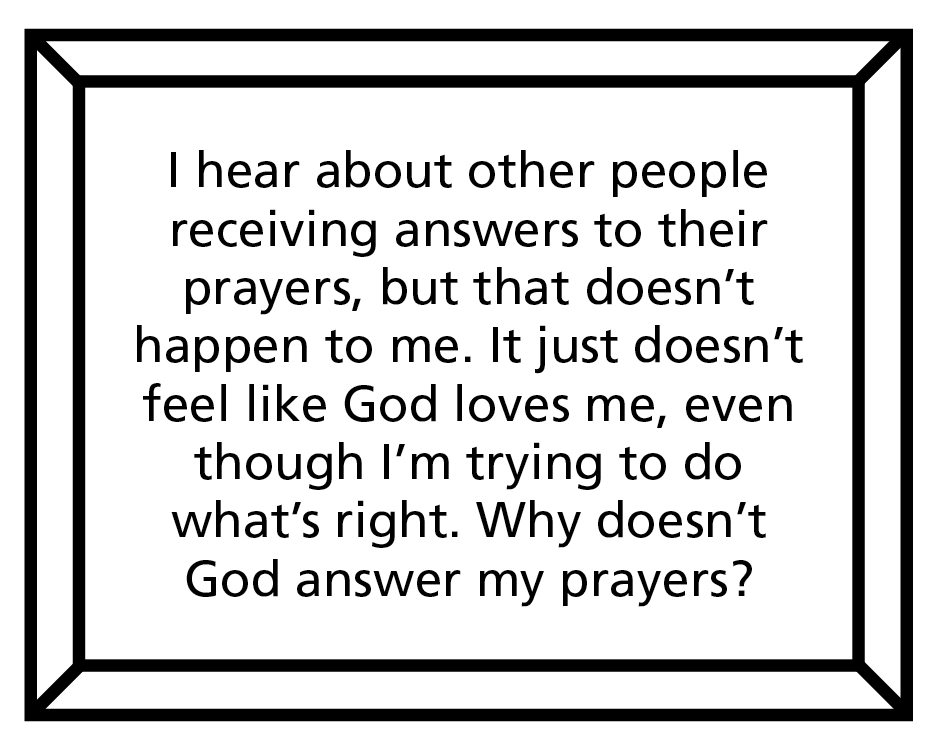 I hear about other people
receiving answers to their
prayers, but that doesn’t
happen to me. It just doesn’t
feel like God loves me, even
though I’m trying to do
what’s right. Why doesn’t
God answer my prayers?